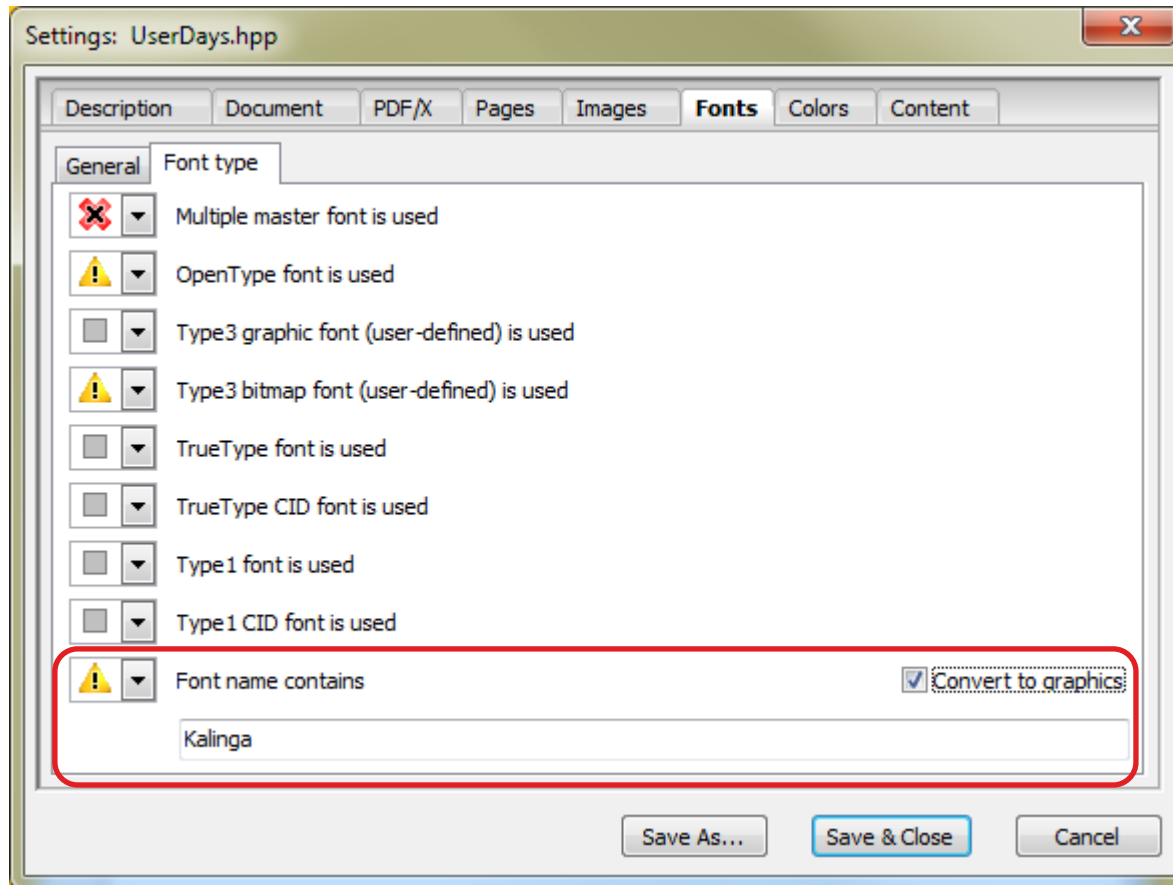 Settings: UserDays.hpp
X
Description Document PDF/X Pages Images Fonts Colors Content
General Font type
Multiple master font is used
OpenType font is used
Type3 graphic font (user-defined) is used
Type3 bitmap font (user-defined) is used
TrueType font is used
TrueType CID font is used
Type1 font is used
Type1 CID font is used
Font name contains Convert to graphics
Kalinga
Save As... Save & Close Cancel